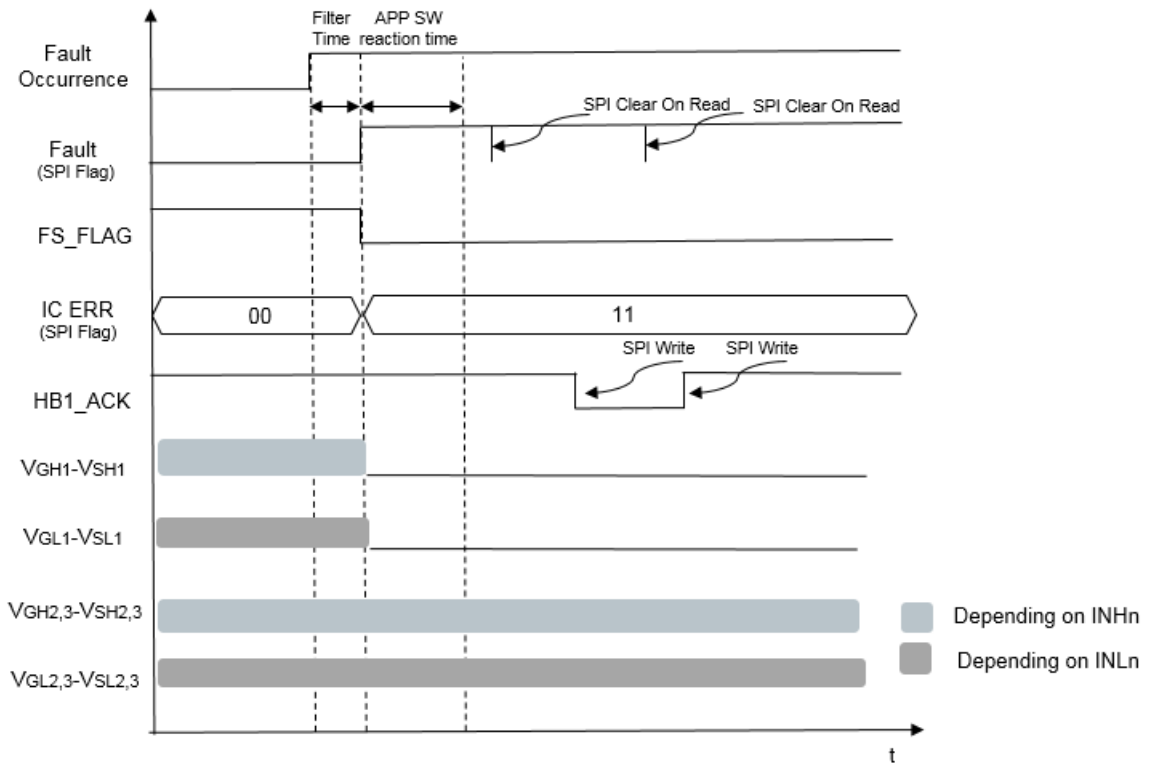 Filter
Time
APP SW
reaction time
Fault
Occurrence
SPI Clear On Read
SPI Clear On Read
Fault
(SPI Flag)
FS_FLAG
IC ERR
(SPI Flag)
00
11
SPI Write
SPI Write
HB1_ACK
VGH1-VSH1
VGL1-VSL1
VGH2,3-VSH2,3
Depending on INHn
VGL2,3-VSL2,3
Depending on INLn
t